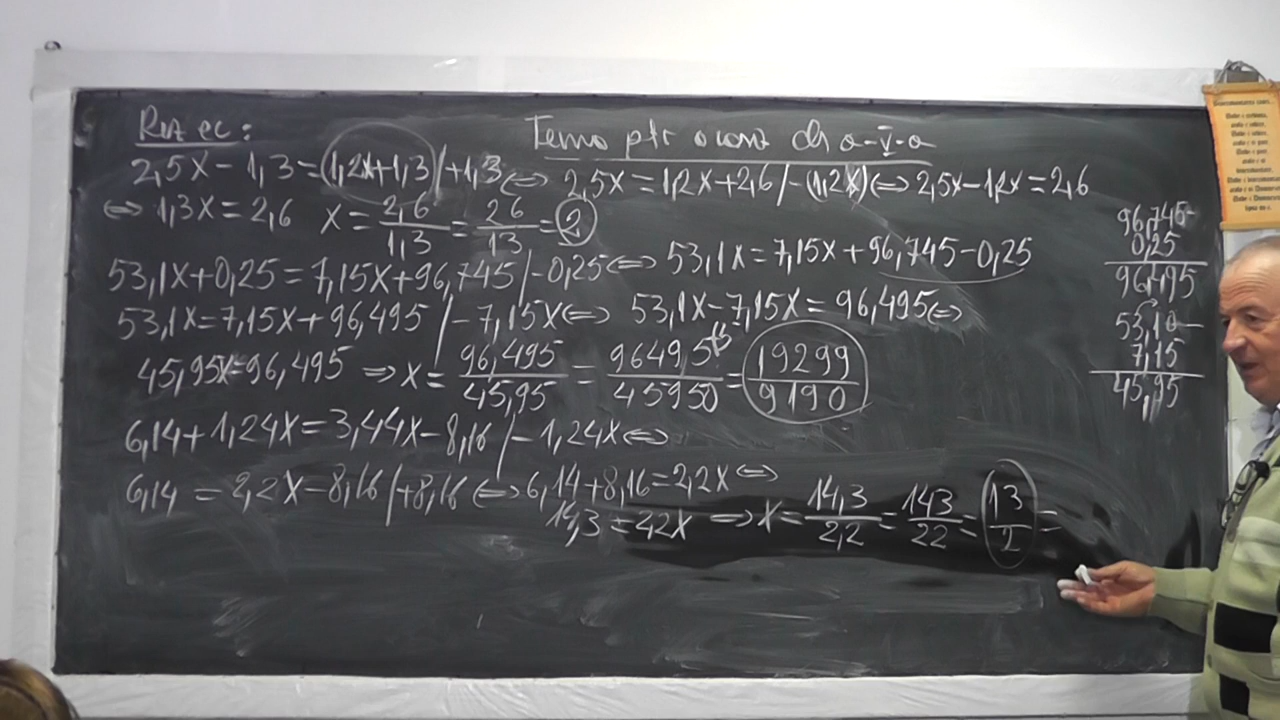 Rez ec:
Tema ptr acasă cls a-V-a
2,5x-1,3=1,2x+1,3/+1,3 ⇔ 2,5x=1,2x+2,6/-(1,2x) ⇔ 2,5x-1,2x=2,6
⇔ 1,3x=2,6 x=2,6/1,3=26/13=2
53,1x+0,25=7,15x+96,745/-0,25 ⇔ 53,1x=7,15x+96,745-0,25
53,1x=7,15x+96,495/-7,15x ⇔ 53,1x-7,15x=96,495 ⇔
45,95x=96,495 ⇒ x=96,495/45,95=96495/45950=19299/9190
6,14+1,24x=3,44x-8,16/-1,24x ⇔
6,14=2,2x-8,16/+8,16 ⇔ 6,14+8,16=2,2x ⇔
14,3=2,2x ⇒ x=14,3/2,2=143/22=13/2=
96,745-
0,25
96,495
53,10-
7,15
45,95